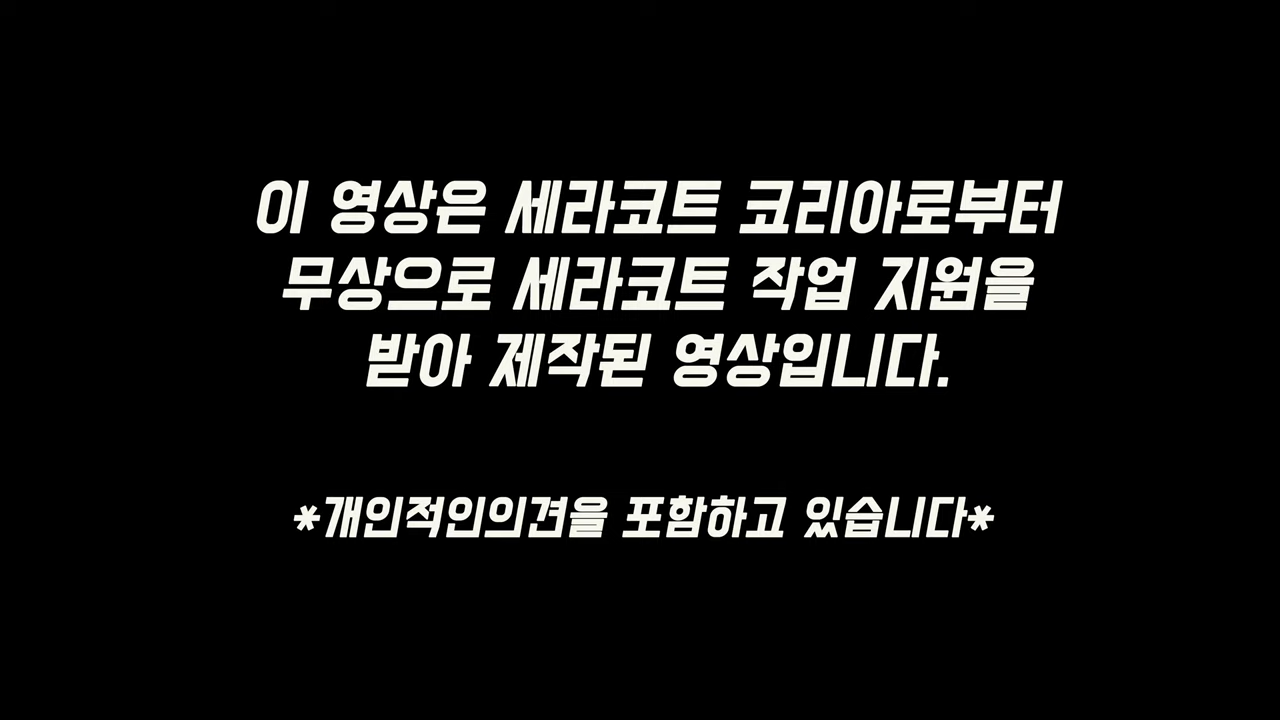 이 영상은 세라코트 코리아로부터
무상으로 세라코트 작업 지원을
받아 제작된 영상입니다.
*개인적인의견을 포함하고 있습니다*